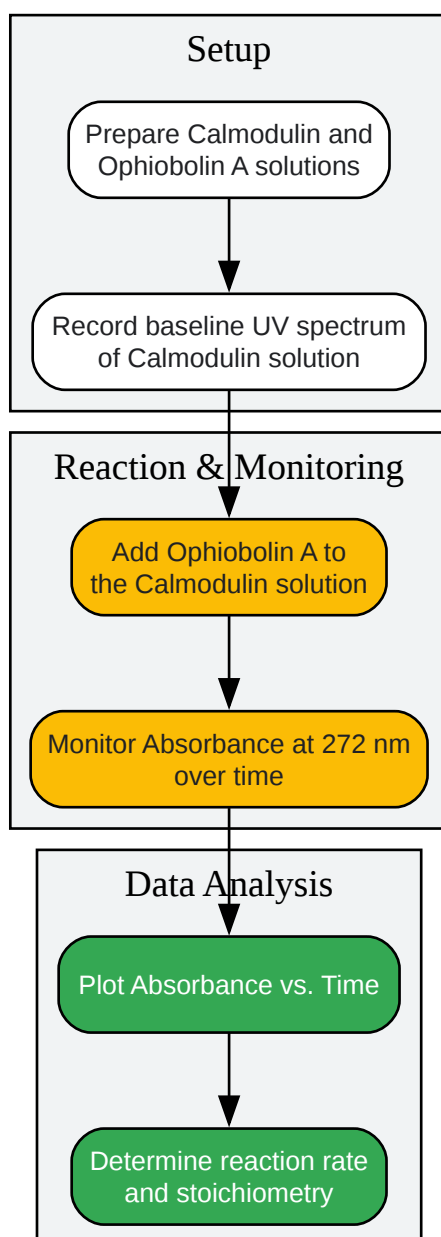 Setup
Prepare Calmodulin and
Ophiobolin A solutions
Record baseline UV spectrum
of Calmodulin solution
Reaction & Monitoring
Add Ophiobolin A to
the Calmodulin solution
Monitor Absorbance at 272 nm
over time
Data Analysis
Plot Absorbance vs. Time
Determine reaction rate
and stoichiometry